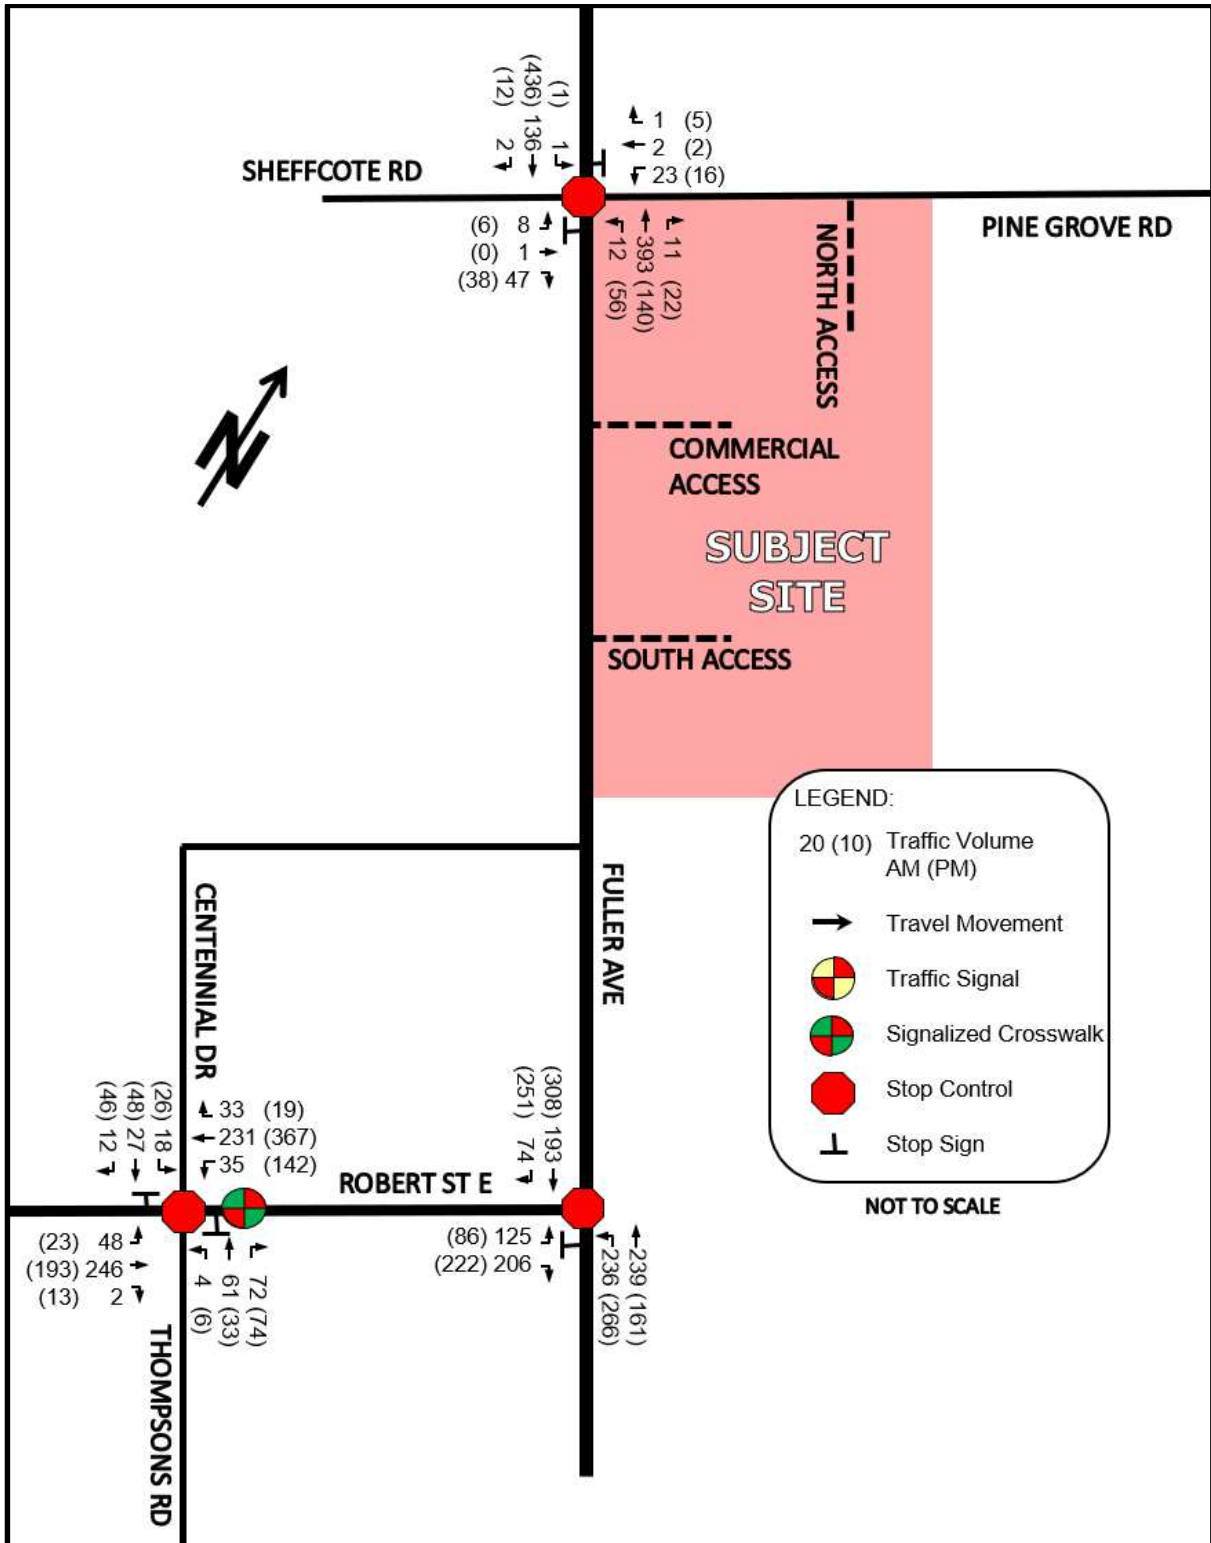 (12) 2
(436) 136
(1) 1
1 (5)
2 (2)
23 (16)
SHEFFCOTE RD
PINE GROVE RD
(6) 8
(0) 1
(38) 47
12 (56)
393 (140)
11 (22)
NORTH ACCESS
N
COMMERCIAL
ACCESS
SUBJECT
SITE
SOUTH ACCESS
LEGEND:
20 (10) Traffic Volume
AM (PM)
Travel Movement
Traffic Signal
Signalized Crosswalk
Stop Control
Stop Sign
NOT TO SCALE
FULLER AVE
CENTENNIAL DR
(46) 12
(48) 27
(26) 18
33 (19)
231 (367)
35 (142)
ROBERT ST E
(251) 74
(308) 193
(23) 48
(193) 246
(13) 2
4 (6)
61 (33)
72 (74)
(86) 125
(222) 206
236 (266)
239 (161)
THOMPSONS RD